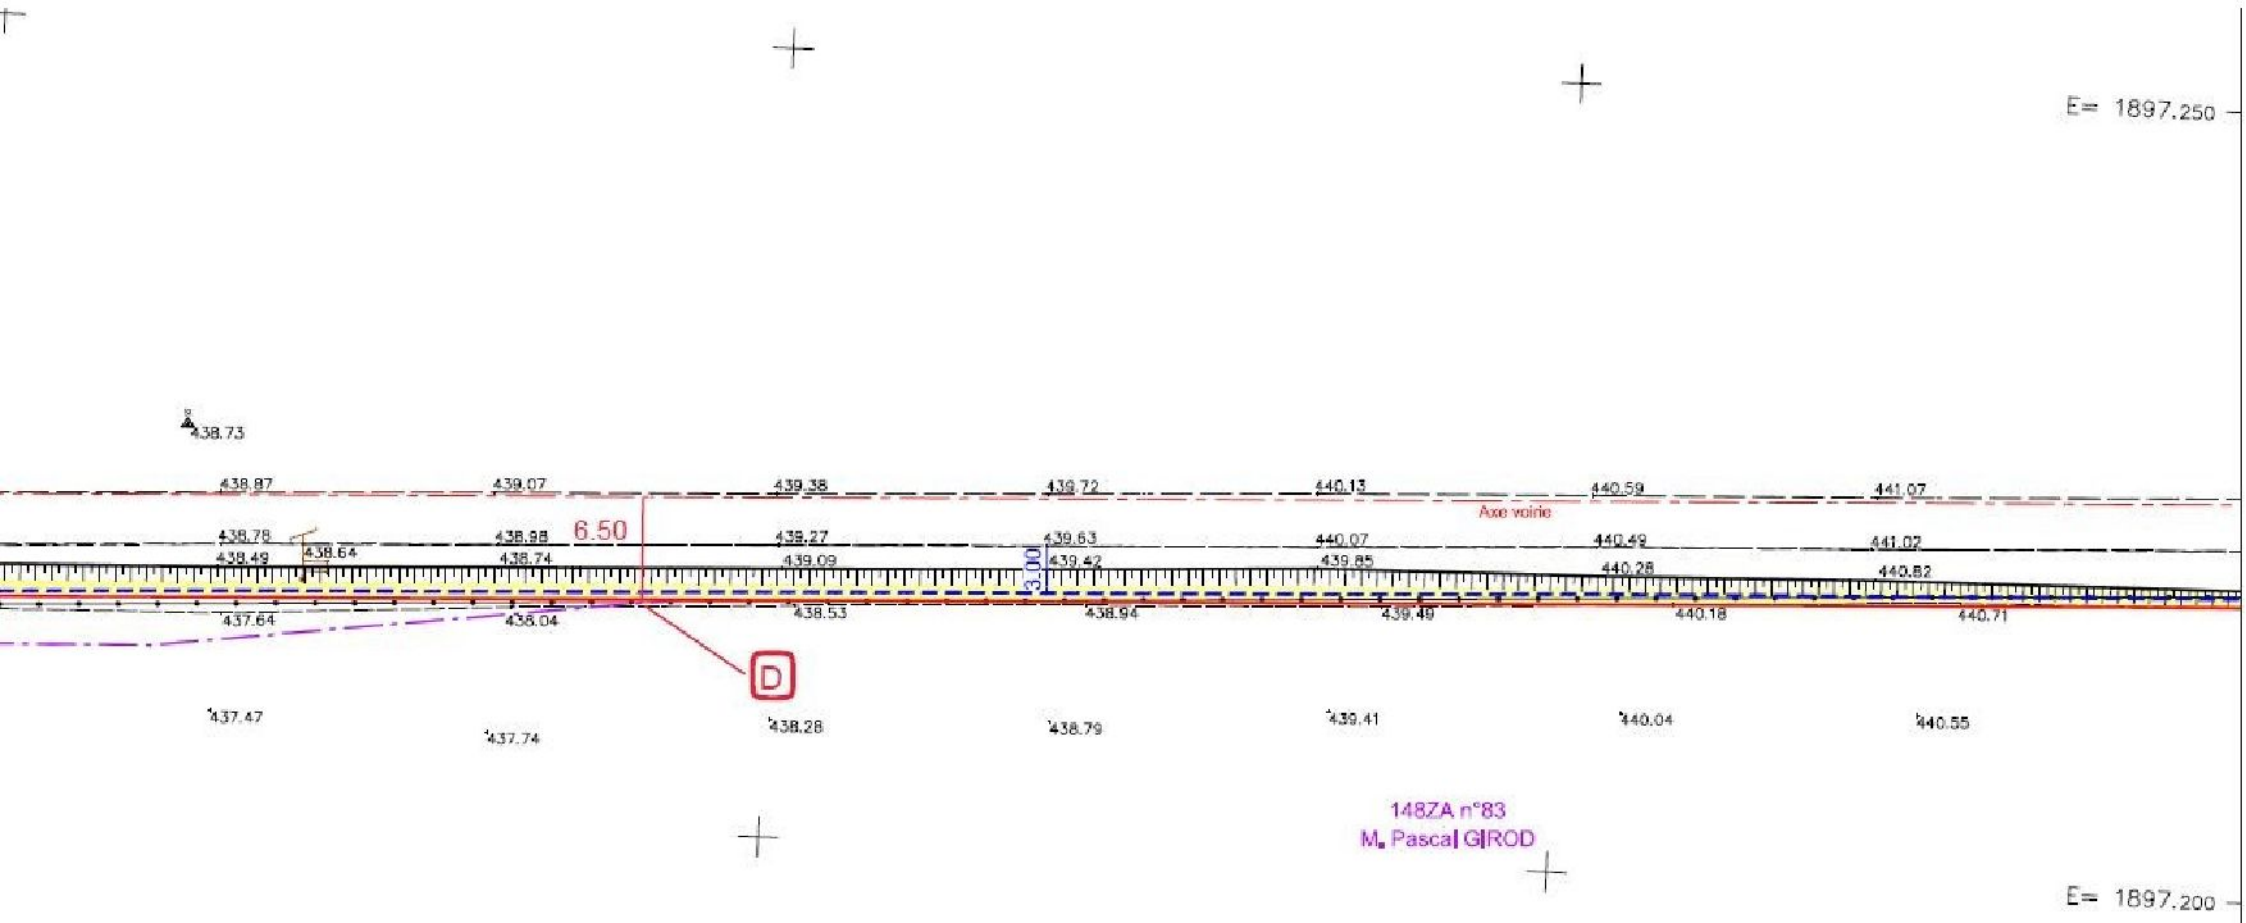 E= 1897.250
438.73
438.87 439.07 439.38 439.72 440.13 440.59 441.07
Axe voirie
438.78 438.98 6.50 439.27 439.63 440.07 440.49 441.02
438.49 438.64 438.74 439.09 3.00 439.42 439.85 440.28 440.82
437.64 438.04 438.53 438.94 439.49 440.18 440.71
D
437.47 437.74 438.28 438.79 439.41 440.04 440.55
148ZA n°83
M. Pascal GIROD
E= 1897.200